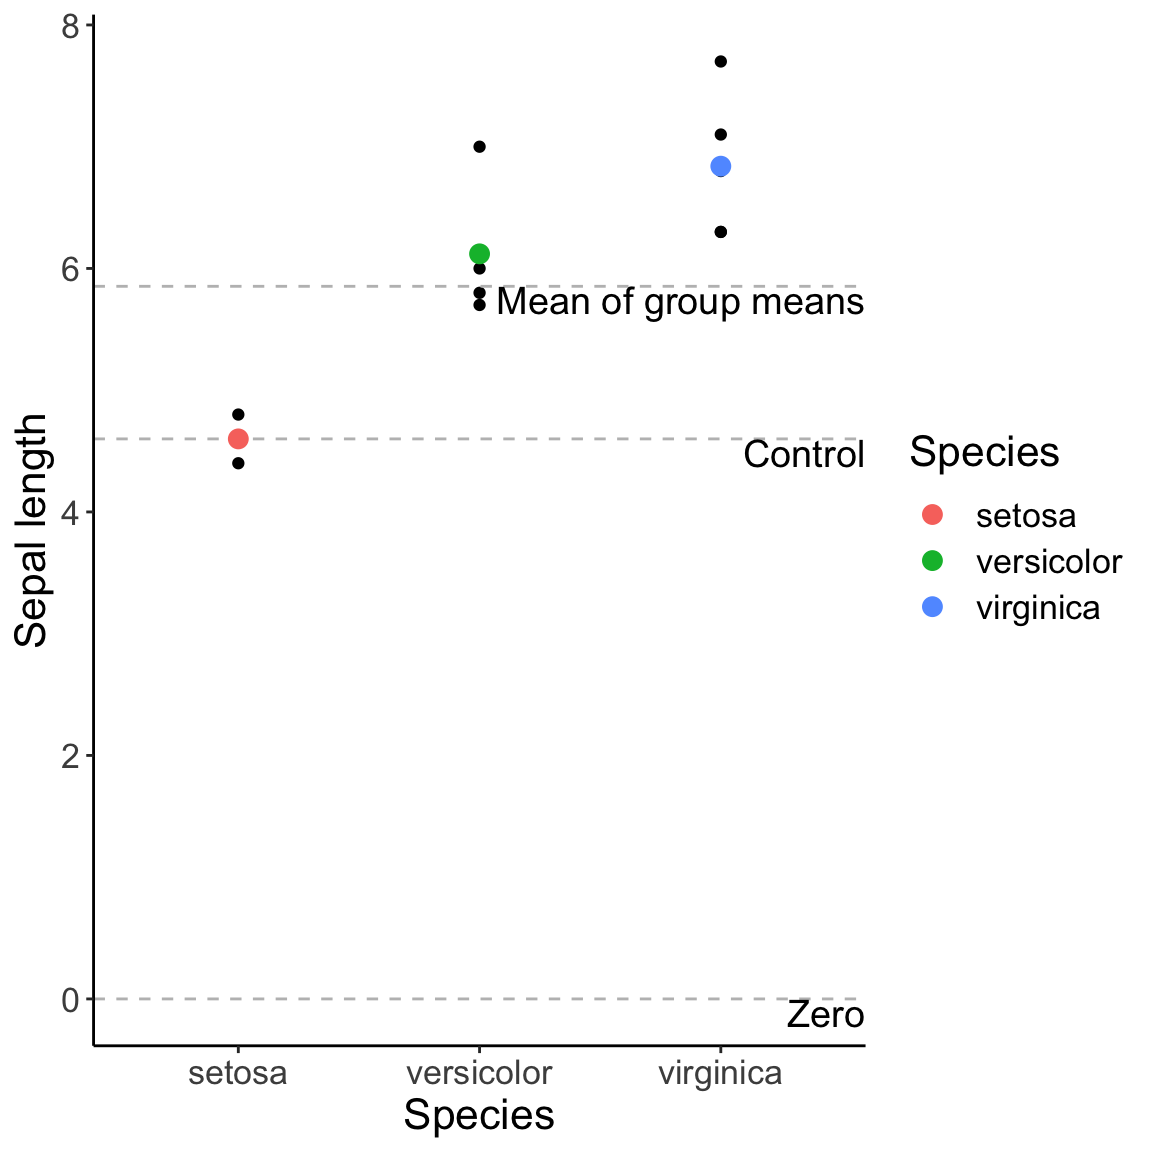 8
6
4
2
0
Sepal length
Mean of group means
Control
Zero
setosa
versicolor
virginica
Species
Species
setosa
versicolor
virginica